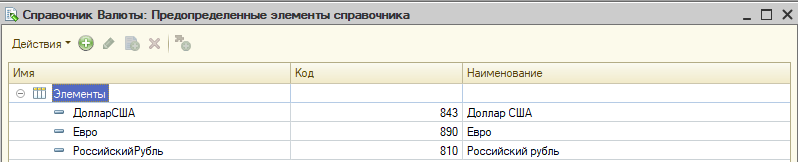 Справочник Валюты: Предопределенные элементы справочника
Действия
Имя Код Наименование
Элементы
ДолларСША 843 Доллар США
Евро 890 Евро
РоссийскийРубль 810 Российский рубль